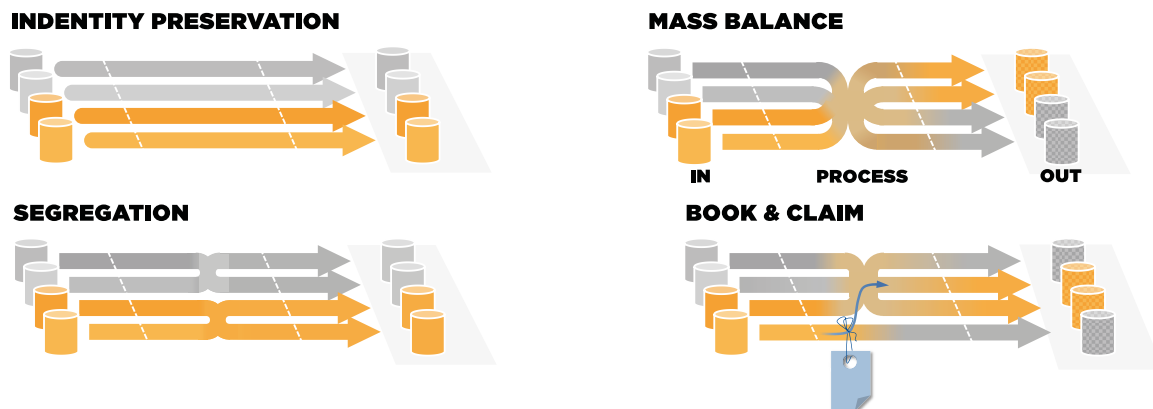 INDENTITY PRESERVATION
MASS BALANCE
IN
PROCESS
OUT
SEGREGATION
BOOK & CLAIM